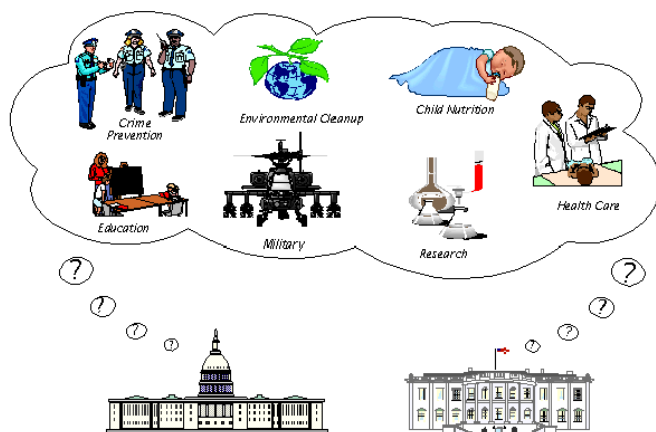 Crime
Prevention
Environmental Cleanup
Child Nutrition
Education
Military
Research
Health Care
?
?
?
?
?
?
?
?